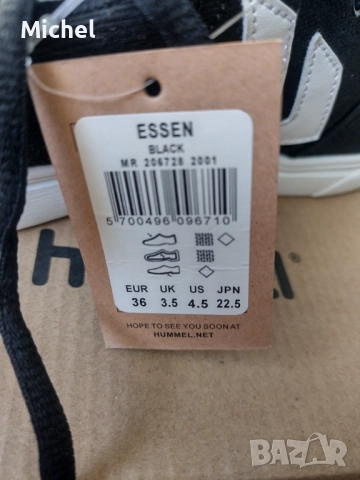 Michel
ESSEN
BLACK
MR 206728 2001
5 700496 096710
EUR UK US JPN
36 3.5 4.5 22.5
HOPE TO SEE YOU SOON AT
HUMMEL.NET
BAZAR